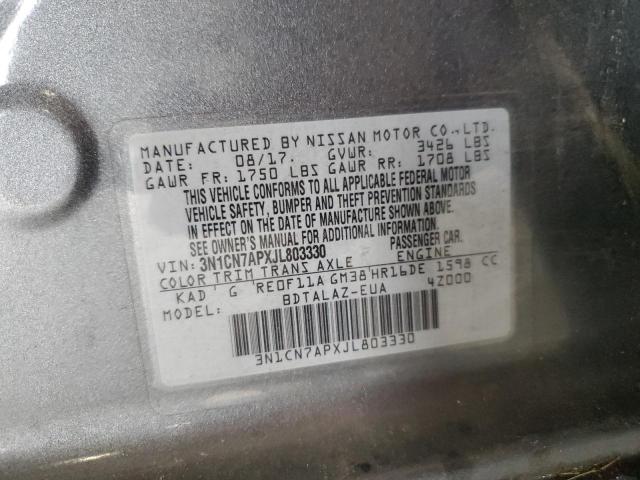 MANUFACTURED BY NISSAN MOTOR CO.,LTD.
DATE: 08/17. GVWR: 3426 LBS
GAWR FR: 1750 LBS GAWR RR: 1708 LBS
THIS VEHICLE CONFORMS TO ALL APPLICABLE FEDERAL MOTOR
VEHICLE SAFETY, BUMPER AND THEFT PREVENTION STANDARDS
IN EFFECT ON THE DATE OF MANUFACTURE SHOWN ABOVE.
SEE OWNER'S MANUAL FOR ADDITIONAL INFORMATION.
VIN: 3N1CN7APXJL803330 PASSENGER CAR.
COLOR TRIM TRANS AXLE ENGINE
KAD G RE0F11A GM38 HR16DE 1598 CC
BDTALAZ-EUA 4Z000
3N1CN7APXJL803330